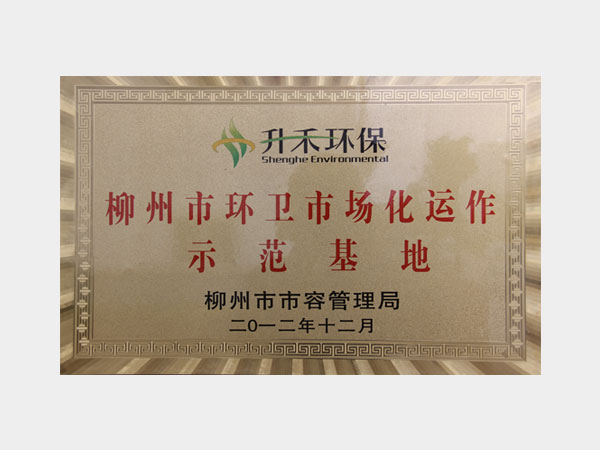 升禾环保
Shenghe Environmental
柳州市环卫市场化运作
示范基地
柳州市市容管理局
二〇一二年十二月